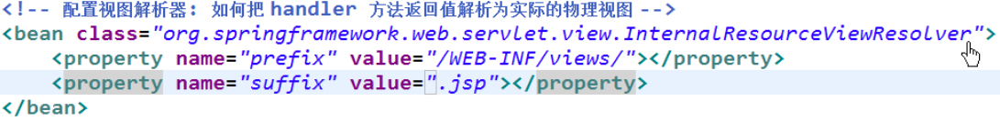 <!-- 配置视图解析器: 如何把 handler 方法返回值解析为实际的物理视图 -->
<bean class="org.springframework.web.servlet.view.InternalResourceViewResolver">
    <property name="prefix" value="/WEB-INF/views/"></property>
    <property name="suffix" value=".jsp"></property>
</bean>